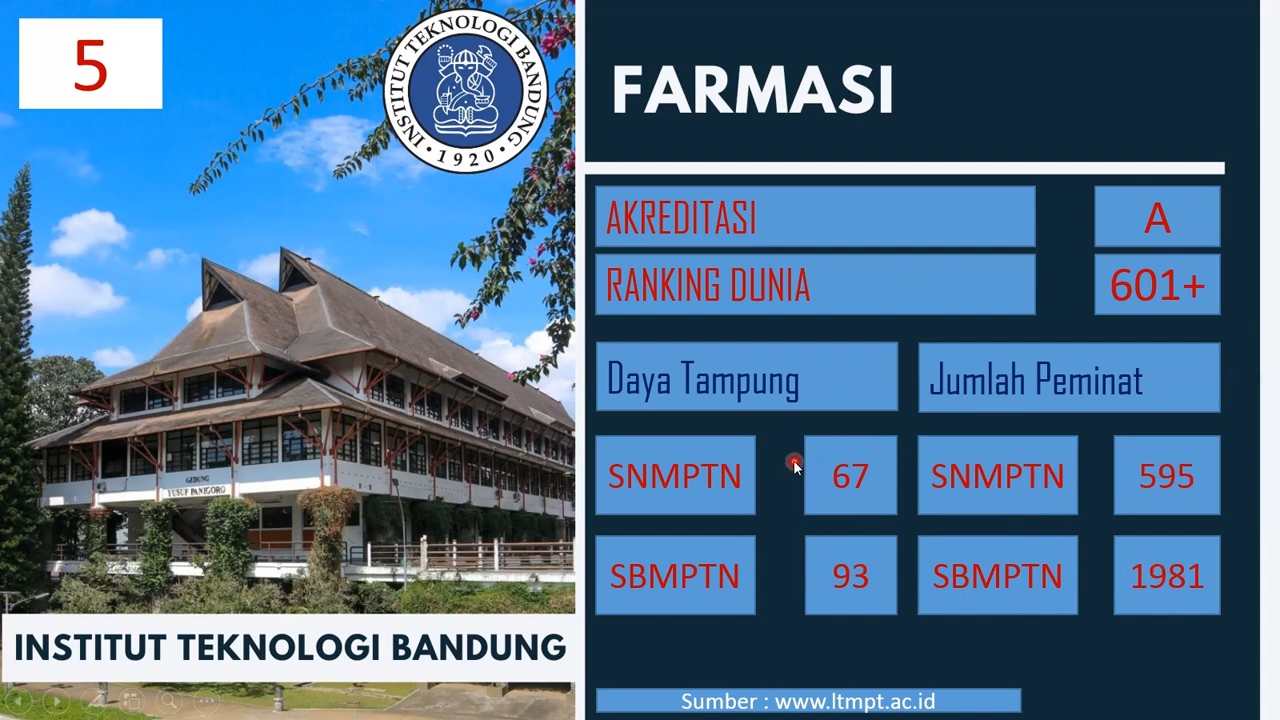 5
INSTITUT TEKNOLOGI BANDUNG
• 1920 •
GEDUNG
YUSUF PANIGORO
INSTITUT TEKNOLOGI BANDUNG
FARMASI
AKREDITASI A
RANKING DUNIA 601+
Daya Tampung Jumlah Peminat
SNMPTN 67 SNMPTN 595
SBMPTN 93 SBMPTN 1981
Sumber : www.ltmpt.ac.id